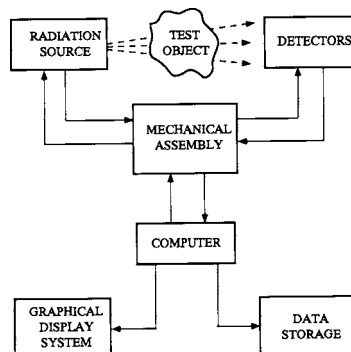 RADIATION
SOURCE
TEST
OBJECT
DETECTORS
MECHANICAL
ASSEMBLY
COMPUTER
GRAPHICAL
DISPLAY
SYSTEM
DATA
STORAGE